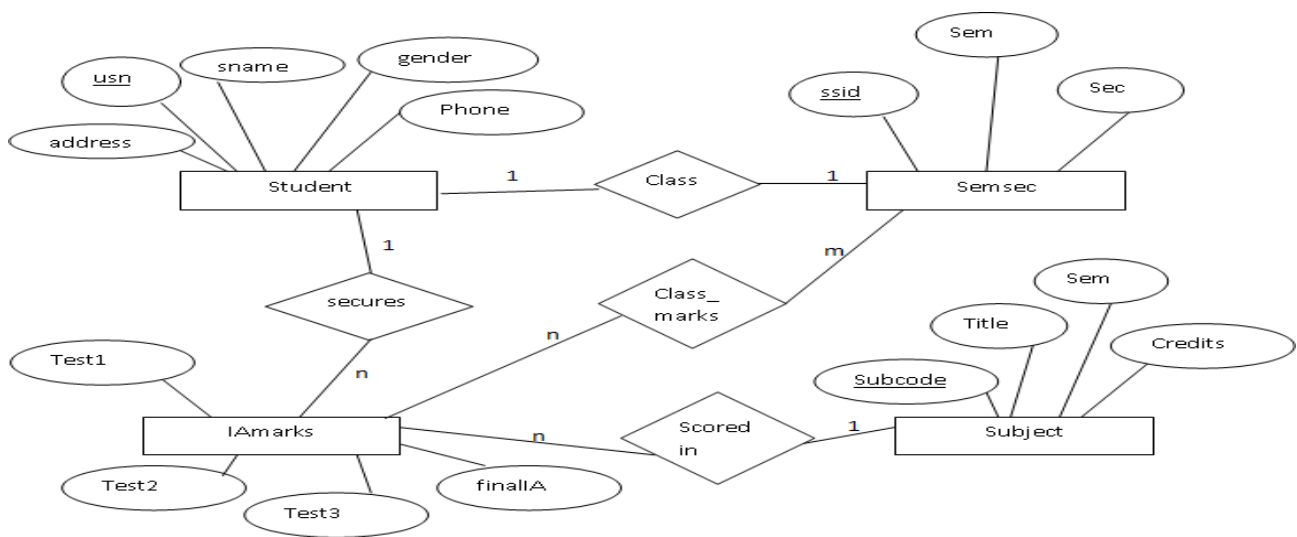 Sem
gender
sname
usn
ssid
Sec
Phone
address
Student
1
Class
1
Semsec
1
m
secures
Class_
marks
Sem
n
Title
Credits
Test1
n
Subcode
IAmarks
n
Scored
in
1
Subject
Test2
finalIA
Test3